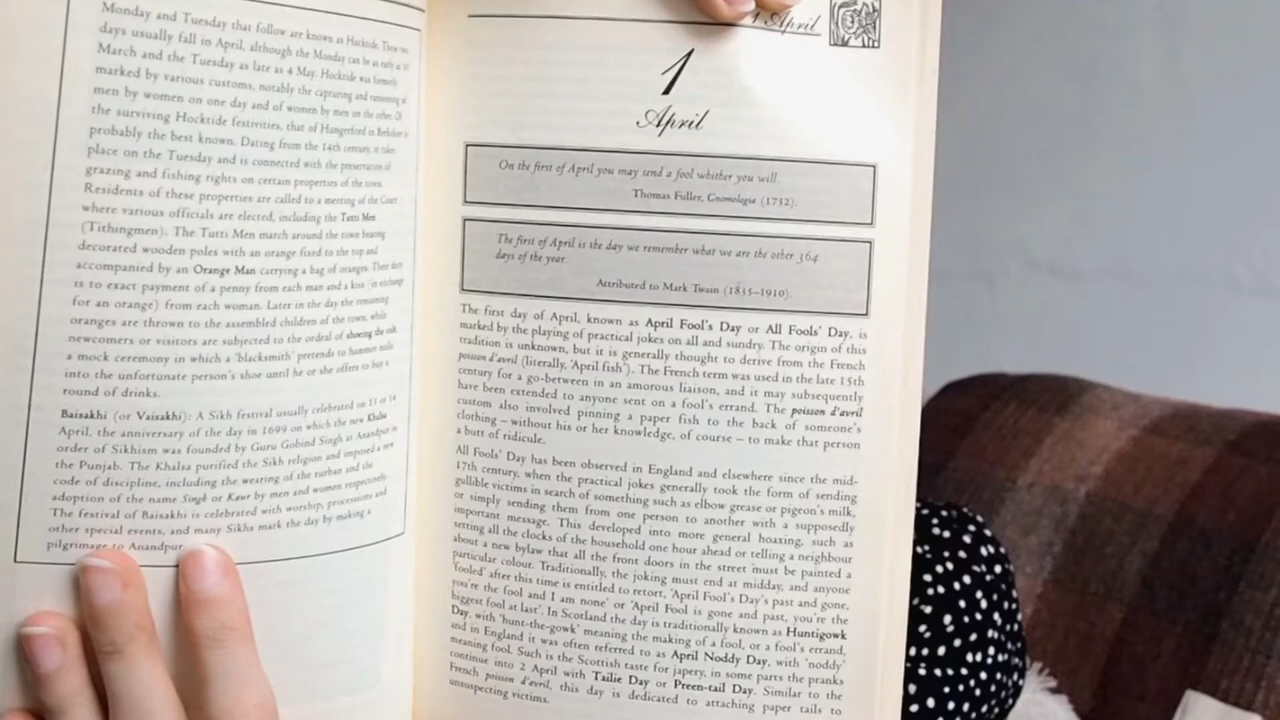 Monday and Tuesday that follow are known as Hocktide. These two
days usually fall in April, although the Monday can be as early as
March and the Tuesday as late as 4 May. Hocktide was formerly
marked by various customs, notably the capturing and ransoming of
men by women on one day and of women by men on the other. Of
the surviving Hocktide festivities, that of Hungerford in Berkshire is
probably the best known. Dating from the 14th century, it takes
place on the Tuesday and is connected with the preservation of
grazing and fishing rights on certain properties of the town.
Residents of these properties are called to a meeting of the Court
where various officials are elected, including the Tutti Men
(Tithingmen). The Tutti Men march around the town bearing
decorated wooden poles with an orange fixed to the top and
accompanied by an Orange Man carrying a bag of oranges. Their duty
is to exact payment of a penny from each man and a kiss (in exchange
for an orange) from each woman. Later in the day the remaining
oranges are thrown to the assembled children of the town, while
newcomers or visitors are subjected to the ordeal of shoeing the colt,
a mock ceremony in which a 'blacksmith' pretends to hammer nails
into the unfortunate person's shoe until he or she offers to buy a
round of drinks.
Baisakhi (or Vaisakhi): A Sikh festival usually celebrated on 13 or 14
April, the anniversary of the day in 1699 on which the new Khalsa
order of Sikhism was founded by Guru Gobind Singh at Anandpur in
the Punjab. The Khalsa purified the Sikh religion and imposed a new
code of discipline, including the wearing of the turban and the
adoption of the name Singh or Kaur by men and women respectively.
The festival of Baisakhi is celebrated with worship, processions and
other special events, and many Sikhs mark the day by making a
pilgrimage to Anandpur
1 April
1
April
On the first of April you may send a fool whither you will.
Thomas Fuller, Gnomologia (1732).
The first of April is the day we remember what we are the other 364
days of the year.
Attributed to Mark Twain (1835–1910).
The first day of April, known as April Fool's Day or All Fools' Day, is
marked by the playing of practical jokes on all and sundry. The origin of this
tradition is unknown, but it is generally thought to derive from the French
poisson d'avril (literally, 'April fish'). The French term was used in the late 15th
century for a go-between in an amorous liaison, and it may subsequently
have been extended to anyone sent on a fool's errand. The poisson d'avril
custom also involved pinning a paper fish to the back of someone's
clothing – without his or her knowledge, of course – to make that person
a butt of ridicule.
All Fools' Day has been observed in England and elsewhere since the mid-
17th century, when the practical jokes generally took the form of sending
gullible victims in search of something such as elbow grease or pigeon's milk,
or simply sending them from one person to another with a supposedly
important message. This developed into more general hoaxing, such as
setting all the clocks of the household one hour ahead or telling a neighbour
about a new bylaw that all the front doors in the street must be painted a
particular colour. Traditionally, the joking must end at midday, and anyone
'fooled' after this time is entitled to retort, 'April Fool's Day's past and gone,
you're the fool and I am none' or 'April Fool is gone and past, you're the
biggest fool at last'. In Scotland the day is traditionally known as Huntigowk
Day, with 'hunt-the-gowk' meaning the making of a fool, or a fool's errand,
and in England it was often referred to as April Noddy Day, with 'noddy'
meaning fool. Such is the Scottish taste for japery, in some parts the pranks
continue into 2 April with Tailie Day or Preen-tail Day. Similar to the
French poisson d'avril, this day is dedicated to attaching paper tails to
unsuspecting victims.